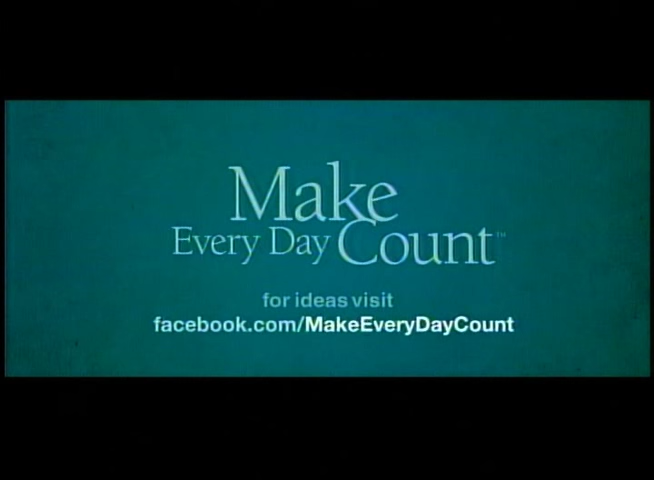 Make
Every Day Count™
for ideas visit
facebook.com/MakeEveryDayCount